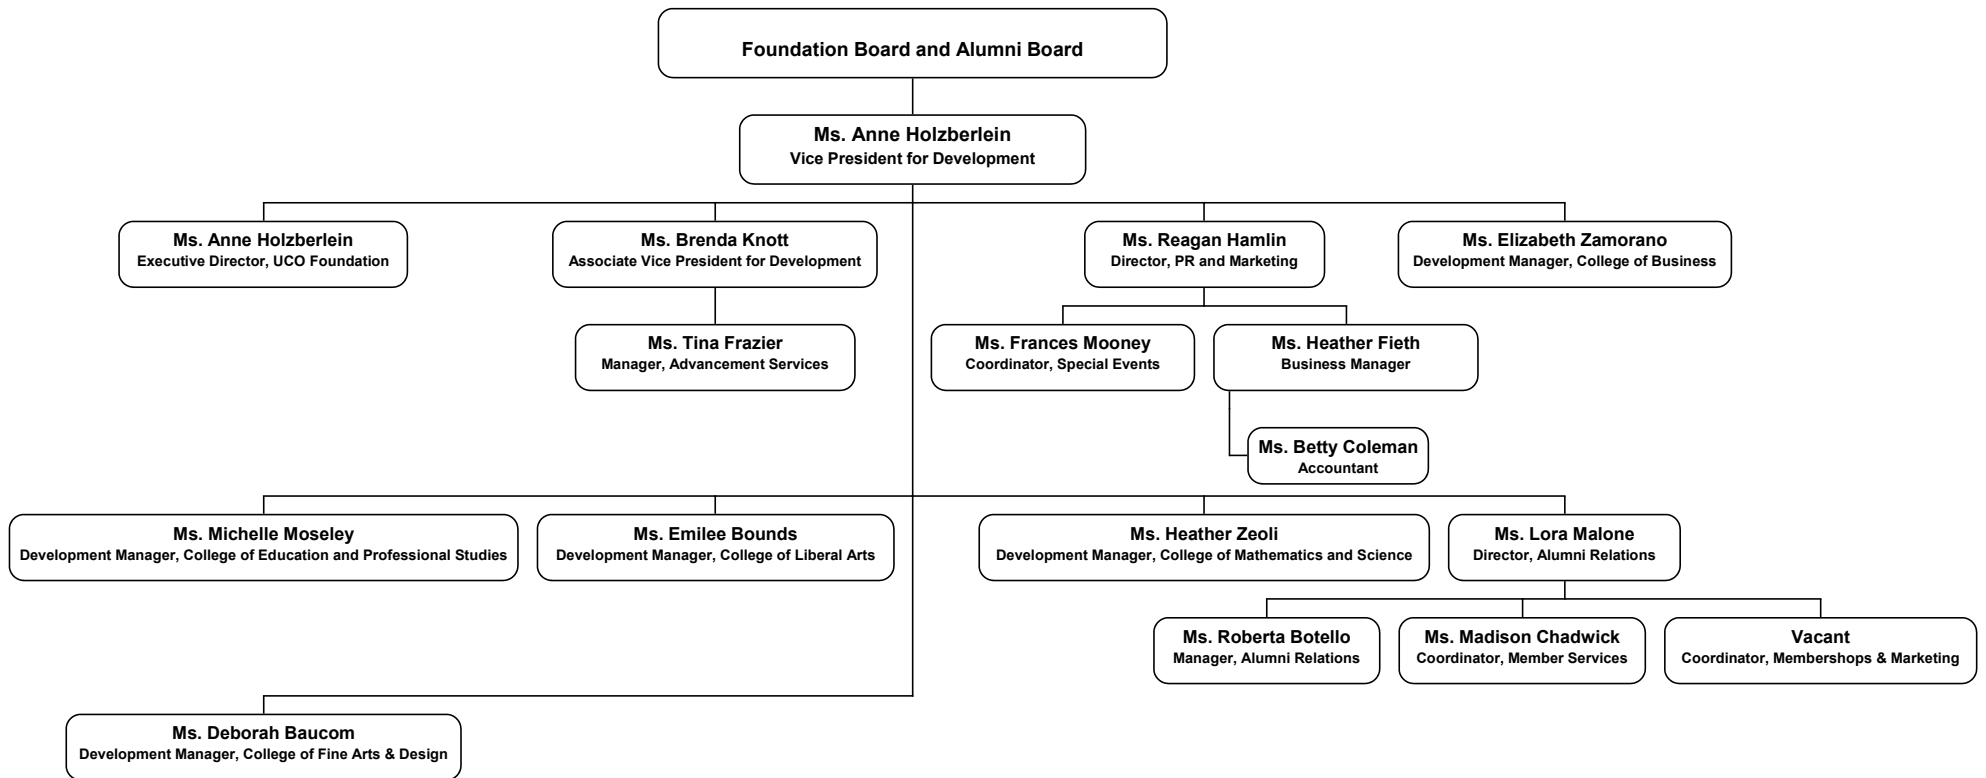 Foundation Board and Alumni Board
Ms. Anne Holzberlein
Vice President for Development
Ms. Anne Holzberlein
Executive Director, UCO Foundation
Ms. Brenda Knott
Associate Vice President for Development
Ms. Reagan Hamlin
Director, PR and Marketing
Ms. Elizabeth Zamorano
Development Manager, College of Business
Ms. Tina Frazier
Manager, Advancement Services
Ms. Frances Mooney
Coordinator, Special Events
Ms. Heather Fieth
Business Manager
Ms. Betty Coleman
Accountant
Ms. Michelle Moseley
Development Manager, College of Education and Professional Studies
Ms. Emilee Bounds
Development Manager, College of Liberal Arts
Ms. Heather Zeoli
Development Manager, College of Mathematics and Science
Ms. Lora Malone
Director, Alumni Relations
Ms. Roberta Botello
Manager, Alumni Relations
Ms. Madison Chadwick
Coordinator, Member Services
Vacant
Coordinator, Membershops & Marketing
Ms. Deborah Baucom
Development Manager, College of Fine Arts & Design